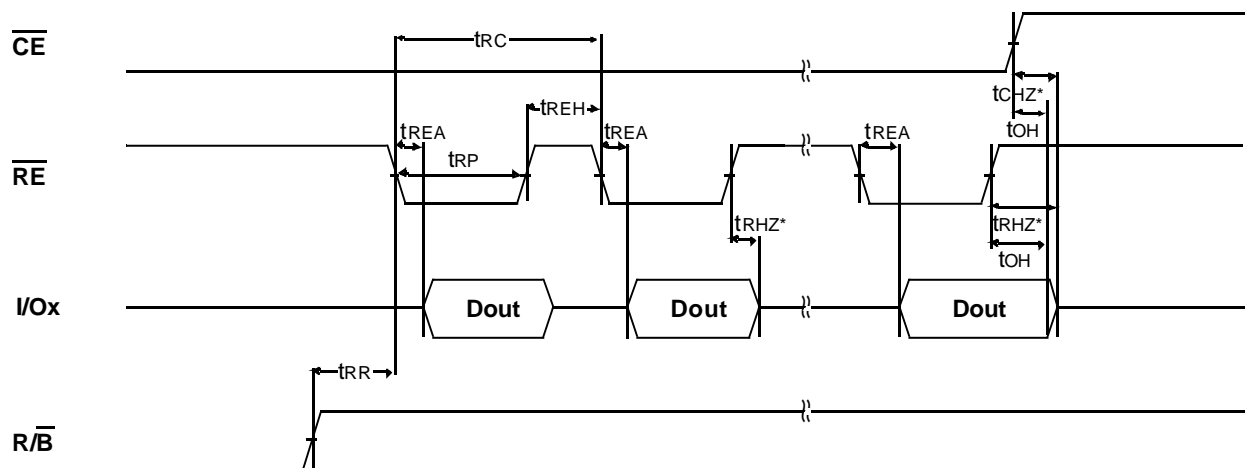 CE
tRC
tCHZ*
tREH
tOH
tREA
tREA
tREA
RE
tRP
tRHZ*
tRHZ*
tOH
I/Ox
Dout
Dout
Dout
tRR
R/B